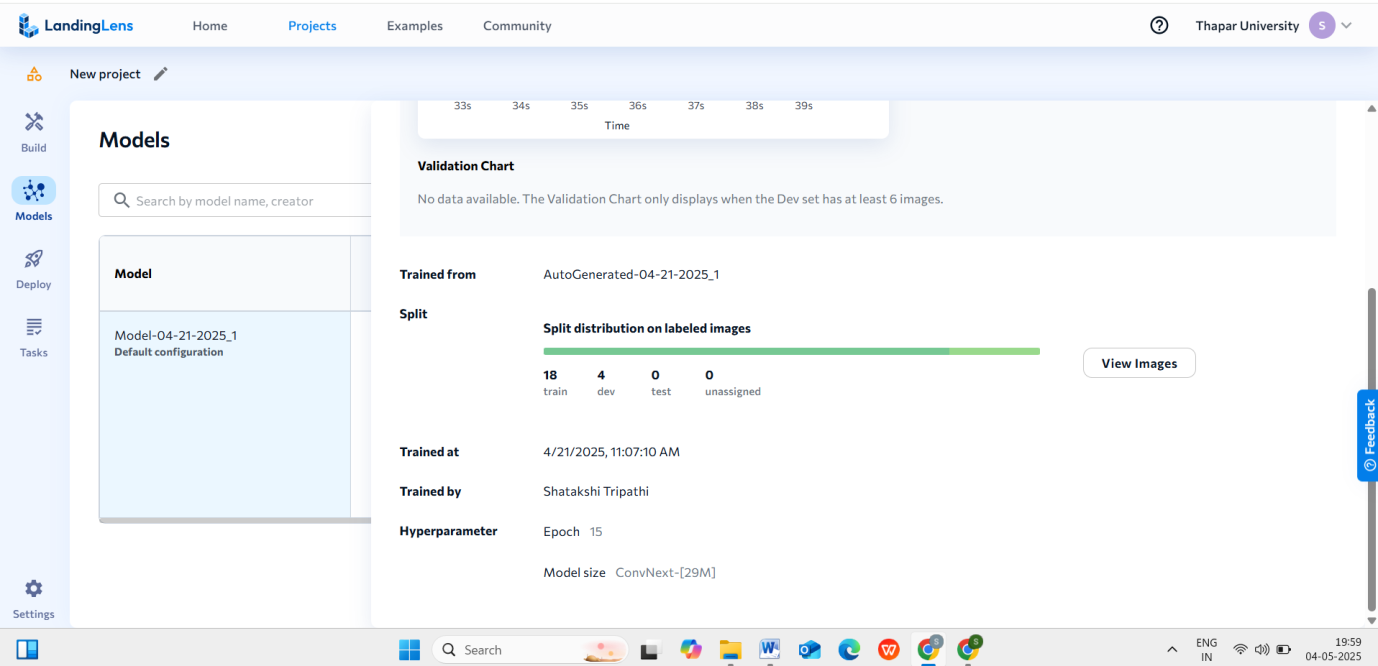 LandingLens
Home
Projects
Examples
Community
Thapar University
S
New project
Build
Models
Deploy
Tasks
Settings
Models
Search by model name, creator
Model
Model-04-21-2025_1
Default configuration
33s 34s 35s 36s 37s 38s 39s
Time
Validation Chart
No data available. The Validation Chart only displays when the Dev set has at least 6 images.
Trained from AutoGenerated-04-21-2025_1
Split
Split distribution on labeled images
18 4 0 0
train dev test unassigned
View Images
Trained at 4/21/2025, 11:07:10 AM
Trained by Shatakshi Tripathi
Hyperparameter Epoch 15
Model size ConvNext-[29M]
Feedback
Search
S
S
ENG
IN
19:59
04-05-2025